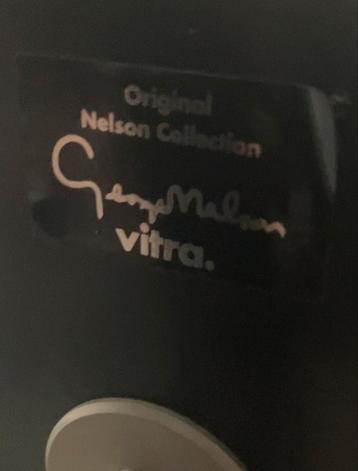 Original
Nelson Collection
George Nelson
vitra.